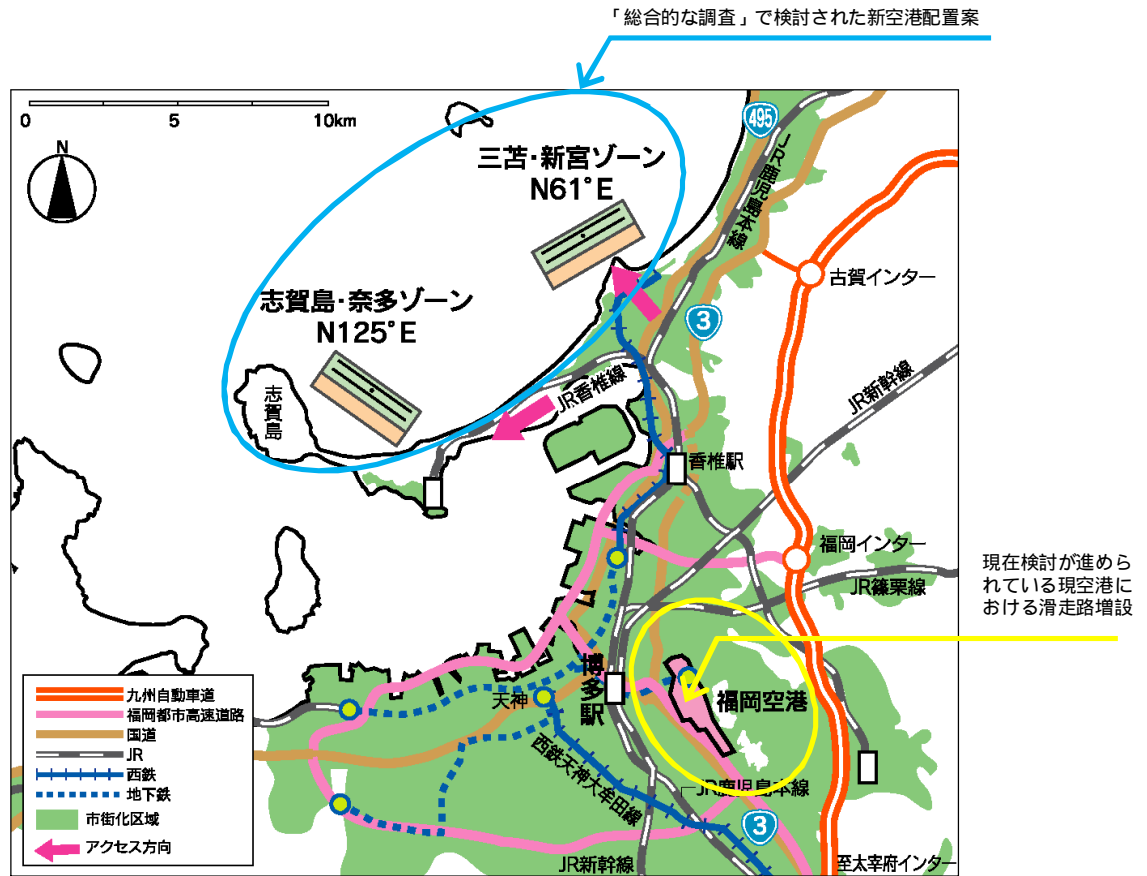 「総合的な調査」で検討された新空港配置案
0 5 10km
N
495
三苫・新宮ゾーン
N61°E
JR鹿児島本線
古賀インター
志賀島・奈多ゾーン
N125°E
3
JR新幹線
志賀島
JR香椎線
香椎駅
福岡インター
JR篠栗線
現在検討が進めら
れている現空港に
おける滑走路増設
博多駅
福岡空港
天神
九州自動車道
福岡都市高速道路
国道
JR
西鉄
地下鉄
市街化区域
アクセス方向
西鉄天神大牟田線
JR鹿児島本線
3
JR新幹線
至太宰府インター